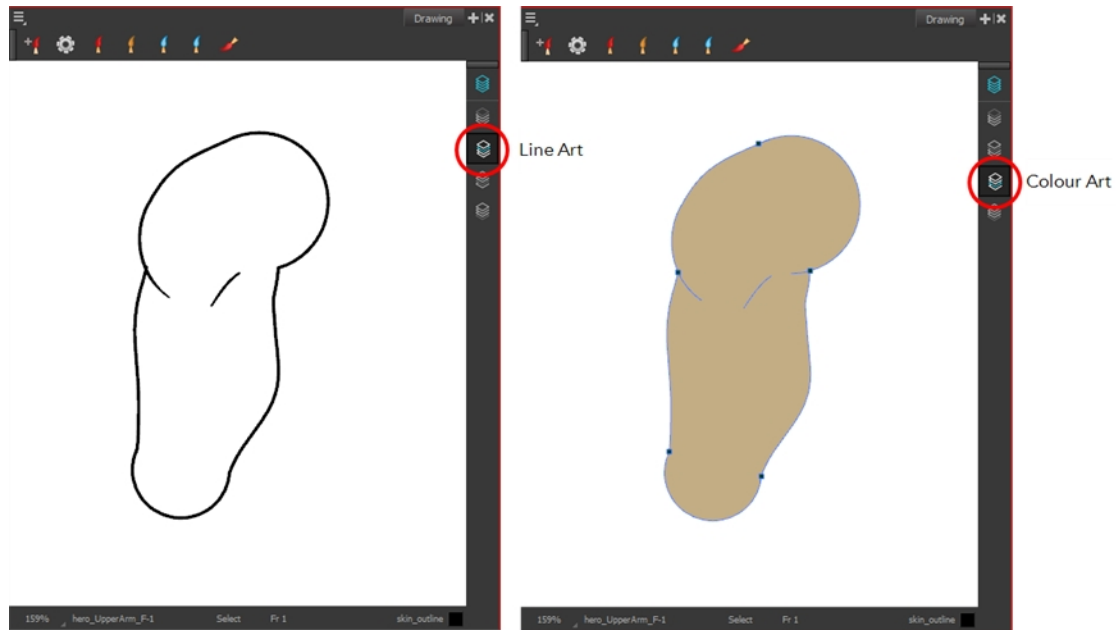 Drawing
Drawing
Line Art
Colour Art
159% hero_UpperArm_F-1 Select Fr 1 skin_outline
159% hero_UpperArm_F-1 Select Fr 1 skin_outline